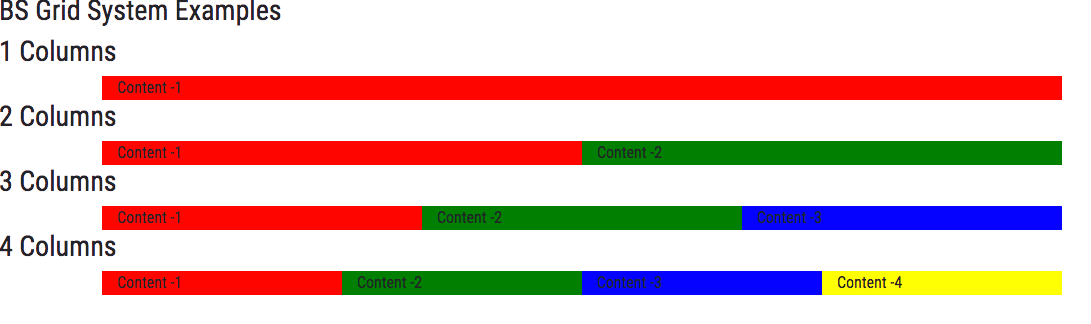 BS Grid System Examples
1 Columns
Content -1
2 Columns
Content -1 Content -2
3 Columns
Content -1 Content -2 Content -3
4 Columns
Content -1 Content -2 Content -3 Content -4